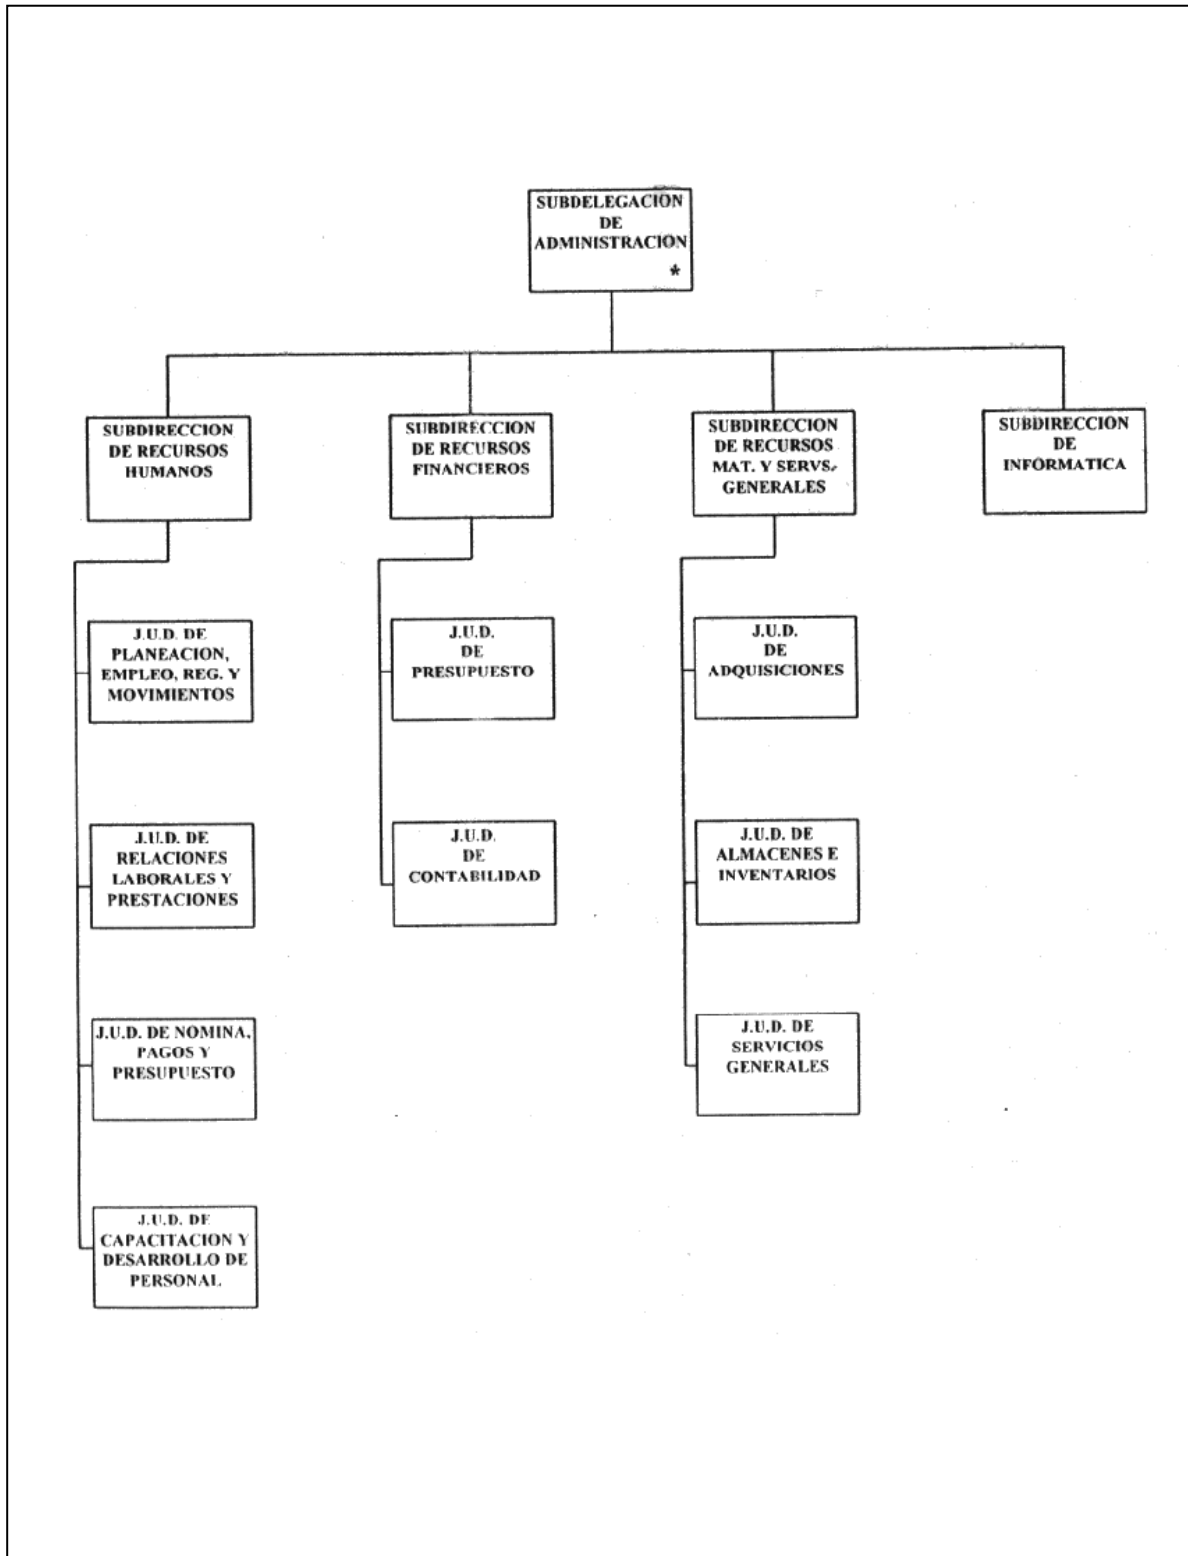 SUBDELEGACION
DE
ADMINISTRACION
*
SUBDIRECCION
DE RECURSOS
HUMANOS
SUBDIRECCION
DE RECURSOS
FINANCIEROS
SUBDIRECCION
DE RECURSOS
MAT. Y SERVS.
GENERALES
SUBDIRECCION
DE
INFORMATICA
J.U.D. DE
PLANEACION,
EMPLEO, REG. Y
MOVIMIENTOS
J.U.D.
DE
PRESUPUESTO
J.U.D.
DE
ADQUISICIONES
J.U.D. DE
RELACIONES
LABORALES Y
PRESTACIONES
J.U.D.
DE
CONTABILIDAD
J.U.D. DE
ALMACENES E
INVENTARIOS
J.U.D. DE NOMINA,
PAGOS Y
PRESUPUESTO
J.U.D. DE
SERVICIOS
GENERALES
J.U.D. DE
CAPACITACION Y
DESARROLLO DE
PERSONAL